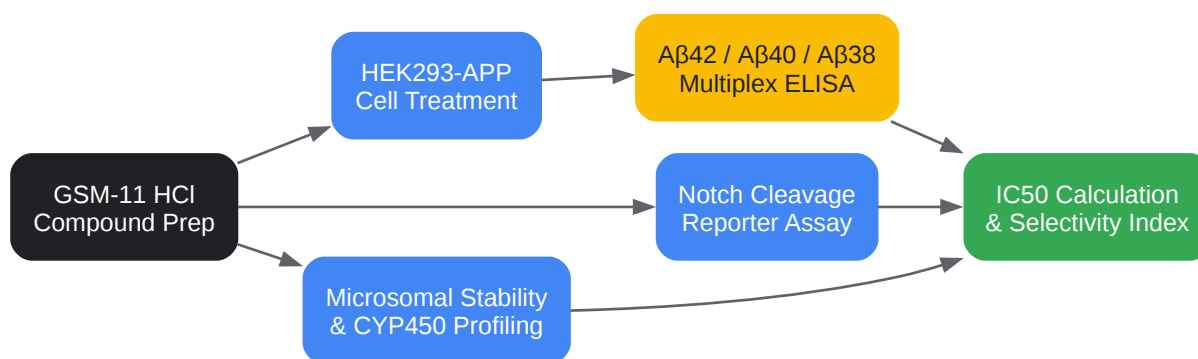 GSM-11 HCl
Compound Prep
HEK293-APP
Cell Treatment
Aβ42 / Aβ40 / Aβ38
Multiplex ELISA
Notch Cleavage
Reporter Assay
Microsomal Stability
& CYP450 Profiling
IC50 Calculation
& Selectivity Index